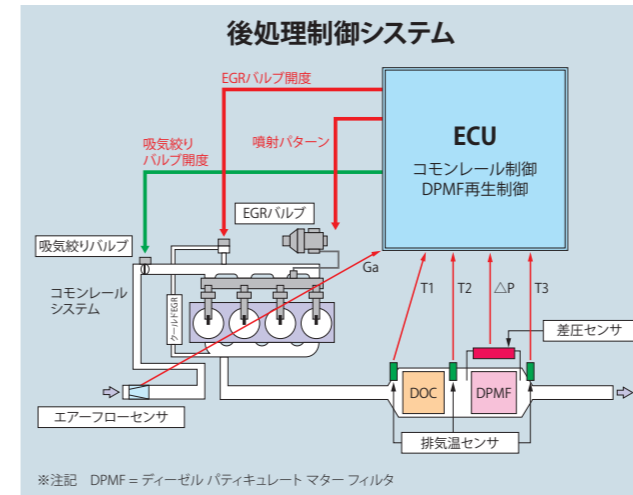 後処理制御システム
EGRバルブ開度
吸気絞り
バルブ開度
噴射パターン
ECU
コモンレール制御
DPMF再生制御
EGRバルブ
吸気絞りバルブ
コモンレール
システム
クールドEGR
Ga
T1
T2
△P
T3
差圧センサ
DOC
DPMF
エアーフローセンサ
排気温センサ
※注記 DPMF = ディーゼル パティキュレート マター フィルタ